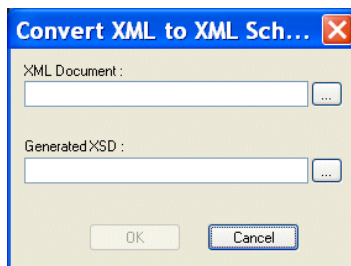 Convert XML to XML Sch...
XML Document :
...
Generated XSD :
...
OK
Cancel